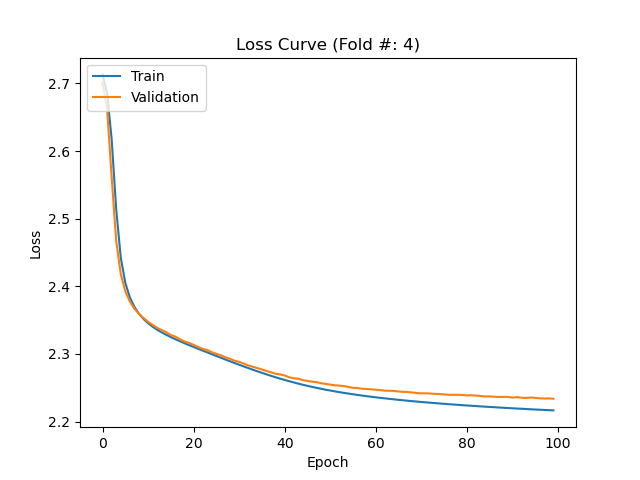 Loss Curve (Fold #: 4)
Train
Validation
2.7
2.6
2.5
2.4
2.3
2.2
Loss
0 20 40 60 80 100
Epoch